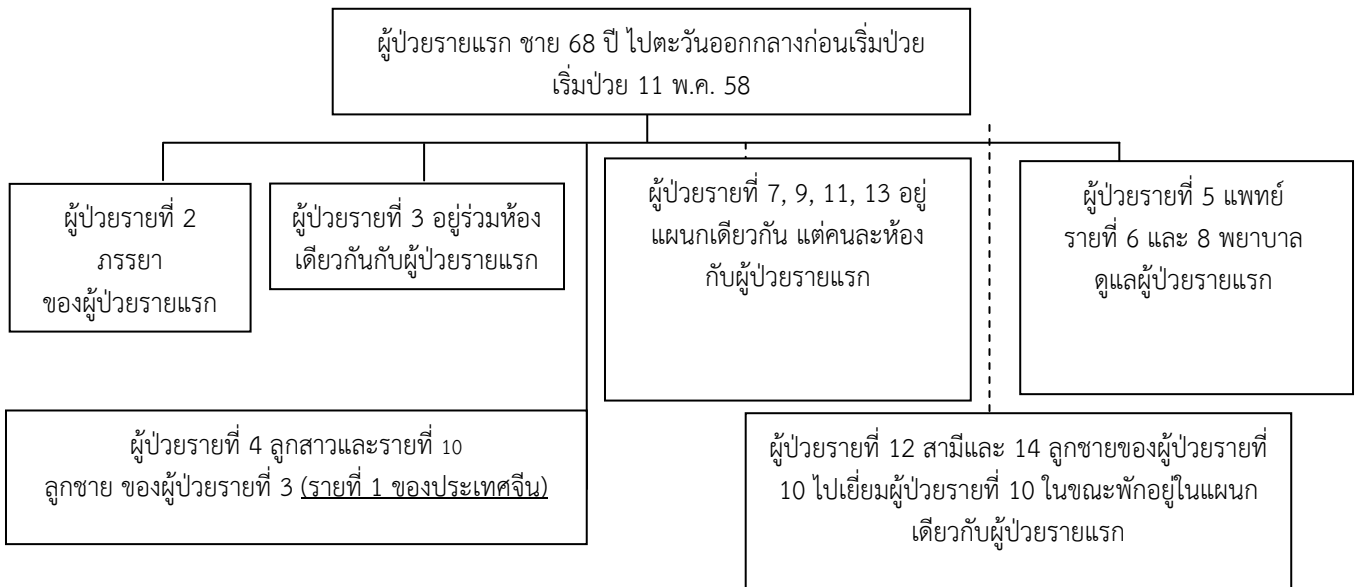 ผู้ป่วยรายแรก ชาย 68 ปี ไปตะวันออกกลางก่อนเริ่มป่วย
เริ่มป่วย 11 พ.ค. 58
ผู้ป่วยรายที่ 2
ภรรยา
ของผู้ป่วยรายแรก
ผู้ป่วยรายที่ 3 อยู่ร่วมห้อง
เดียวกันกับผู้ป่วยรายแรก
ผู้ป่วยรายที่ 7, 9, 11, 13 อยู่
แผนกเดียวกัน แต่คนละห้อง
กับผู้ป่วยรายแรก
ผู้ป่วยรายที่ 5 แพทย์
รายที่ 6 และ 8 พยาบาล
ดูแลผู้ป่วยรายแรก
ผู้ป่วยรายที่ 4 ลูกสาวและรายที่ 10
ลูกชาย ของผู้ป่วยรายที่ 3 (รายที่ 1 ของประเทศจีน)
ผู้ป่วยรายที่ 12 สามีและ 14 ลูกชายของผู้ป่วยรายที่
10 ไปเยี่ยมผู้ป่วยรายที่ 10 ในขณะพักอยู่ในแผนก
เดียวกับผู้ป่วยรายแรก